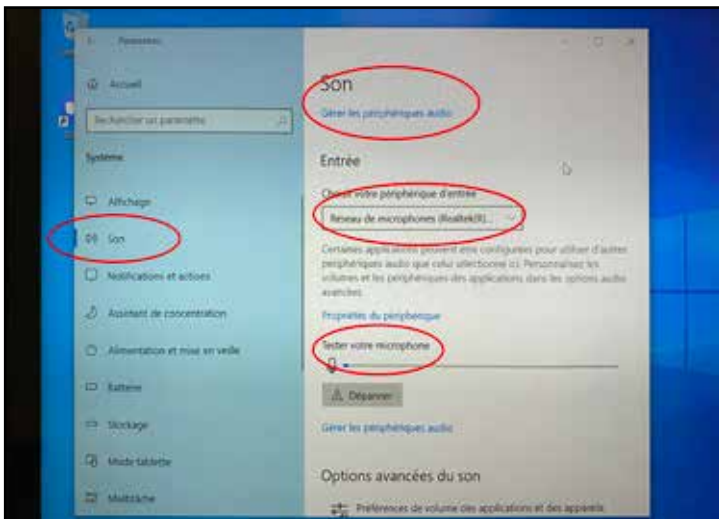 Paramètres
Accueil
Rechercher un paramètre
Système
Affichage
Son
Notifications et actions
Assistant de concentration
Alimentation et mise en veille
Batterie
Stockage
Mode tablette
Multitâche
Son
Gérer les périphériques audio
Entrée
Choisir votre périphérique d'entrée
Réseau de microphones (Realtek(R)...
Certaines applications peuvent être configurées pour utiliser d'autres
périphériques audio que celui sélectionné ici. Personnalisez les
volumes et les périphériques des applications dans les options audio
avancées.
Propriétés du périphérique
Tester votre microphone
Dépanner
Gérer les périphériques audio
Options avancées du son
Préférences de volume des applications et des appareils